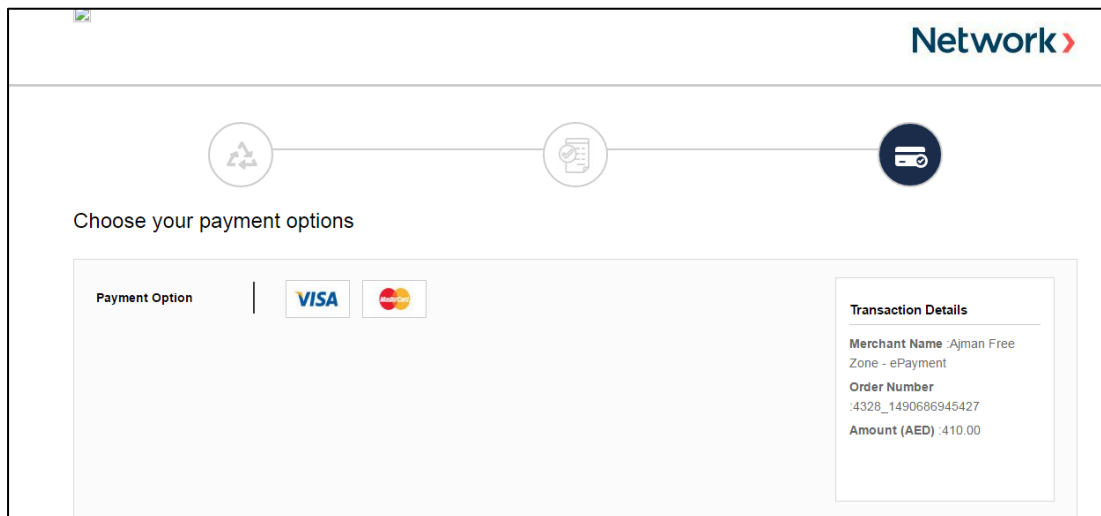 Network
Choose your payment options
Payment Option
VISA
MasterCard
Transaction Details
Merchant Name :Ajman Free
Zone - ePayment
Order Number
:4328_1490686945427
Amount (AED) :410.00